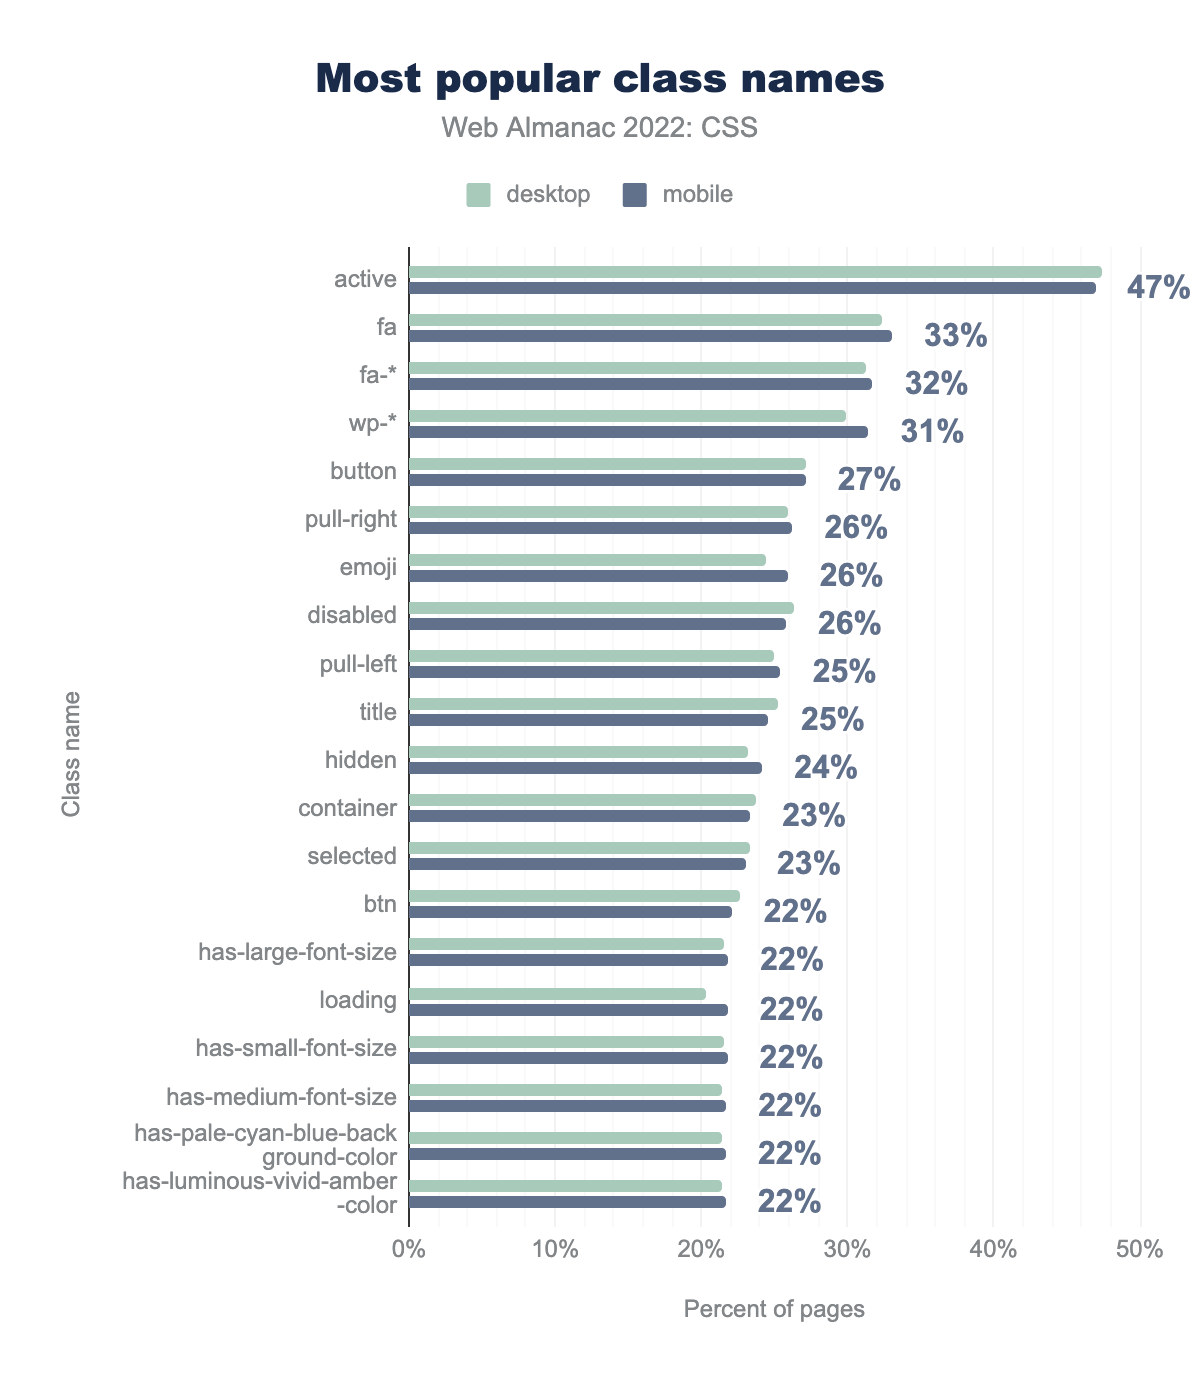 Most popular class names
Web Almanac 2022: CSS
desktop mobile
active 47%
fa 33%
fa-* 32%
wp-* 31%
button 27%
pull-right 26%
emoji 26%
disabled 26%
pull-left 25%
title 25%
hidden 24%
container 23%
selected 23%
btn 22%
has-large-font-size 22%
loading 22%
has-small-font-size 22%
has-medium-font-size 22%
has-pale-cyan-blue-back
ground-color 22%
has-luminous-vivid-amber
-color 22%
Class name
0% 10% 20% 30% 40% 50%
Percent of pages